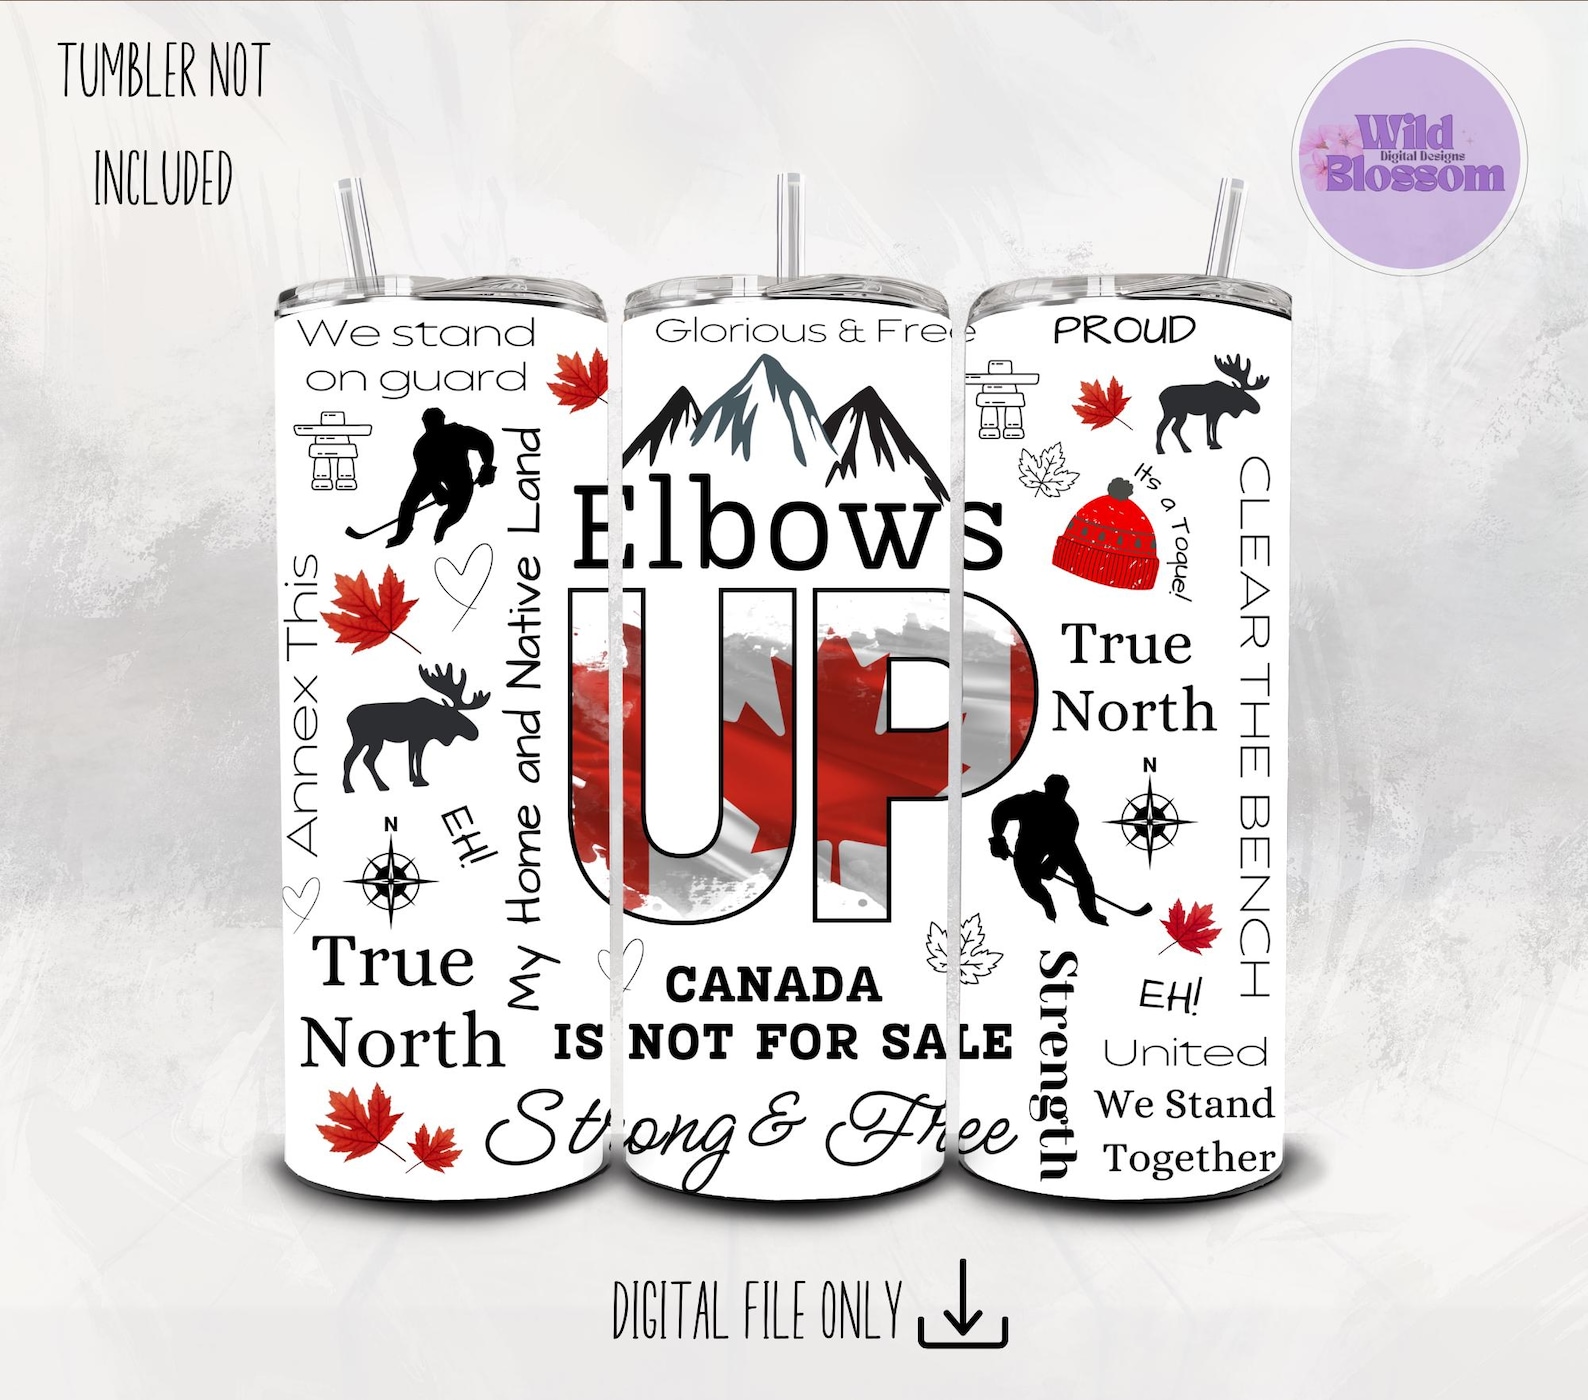 TUMBLER NOT
INCLUDED
Wild
Digital Designs
Blossom
We stand
on guard
My Home and Native Land
Annex This
N
EH!
True
North
Glorious & Free
Elbows
UP
CANADA
IS NOT FOR SALE
Strong & Free
PROUD
Its a Toque!
CLEAR THE BENCH
True
North
N
Strength
EH!
United
We Stand
Together
DIGITAL FILE ONLY